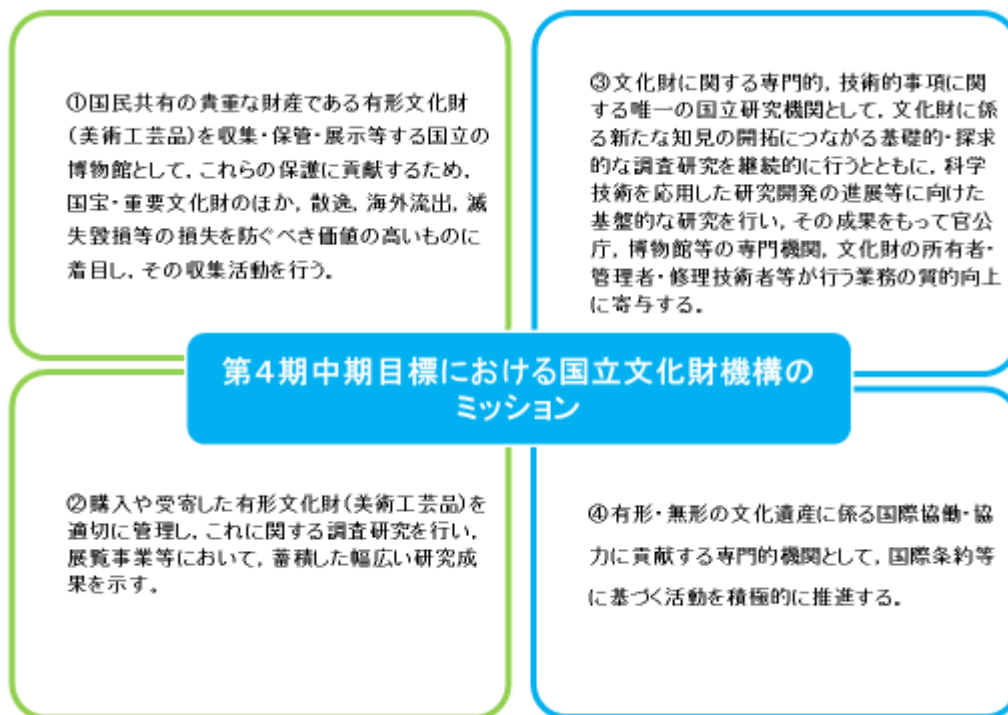 ①国民共有の貴重な財産である有形文化財
(美術工芸品)を収集・保管・展示等する国立の
博物館として，これらの保護に貢献するため，
国宝・重要文化財のほか，散逸，海外流出，滅
失毀損等の損失を防ぐべき価値の高いものに
着目し，その収集活動を行う。
③文化財に関する専門的，技術的事項に関
する唯一の国立研究機関として，文化財に係
る新たな知見の開拓につながる基礎的・探求
的な調査研究を継続的に行うとともに，科学
技術を応用した研究開発の進展等に向けた
基盤的な研究を行い，その成果をもって官公
庁，博物館等の専門機関，文化財の所有者・
管理者・修理技術者等が行う業務の質的向上
に寄与する。
第4期中期目標における国立文化財機構の
ミッション
②購入や受寄した有形文化財(美術工芸品)を
適切に管理し，これに関する調査研究を行い，
展覧事業等において，蓄積した幅広い研究成
果を示す。
④有形・無形の文化遺産に係る国際協働・協
力に貢献する専門的機関として，国際条約等
に基づく活動を積極的に推進する。